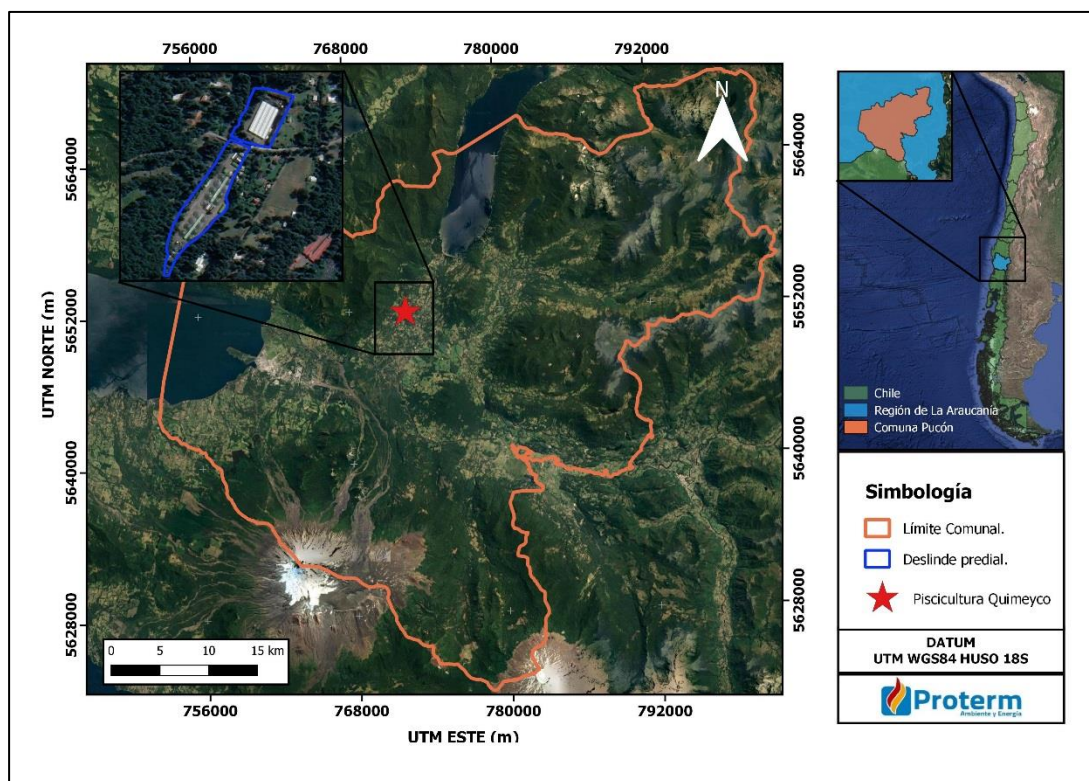 756000
768000
780000
792000
N
5664000
5652000
5640000
5628000
UTM NORTE (m)
5664000
5652000
5640000
5628000
0 5 10 15 km
756000
768000
780000
792000
UTM ESTE (m)
Chile
Región de La Araucanía
Comuna Pucón
Simbología
Límite Comunal.
Deslinde predial.
Piscicultura Quimeyco
DATUM
UTM WGS84 HUSO 18S
Proterm
Ambiente y Energía